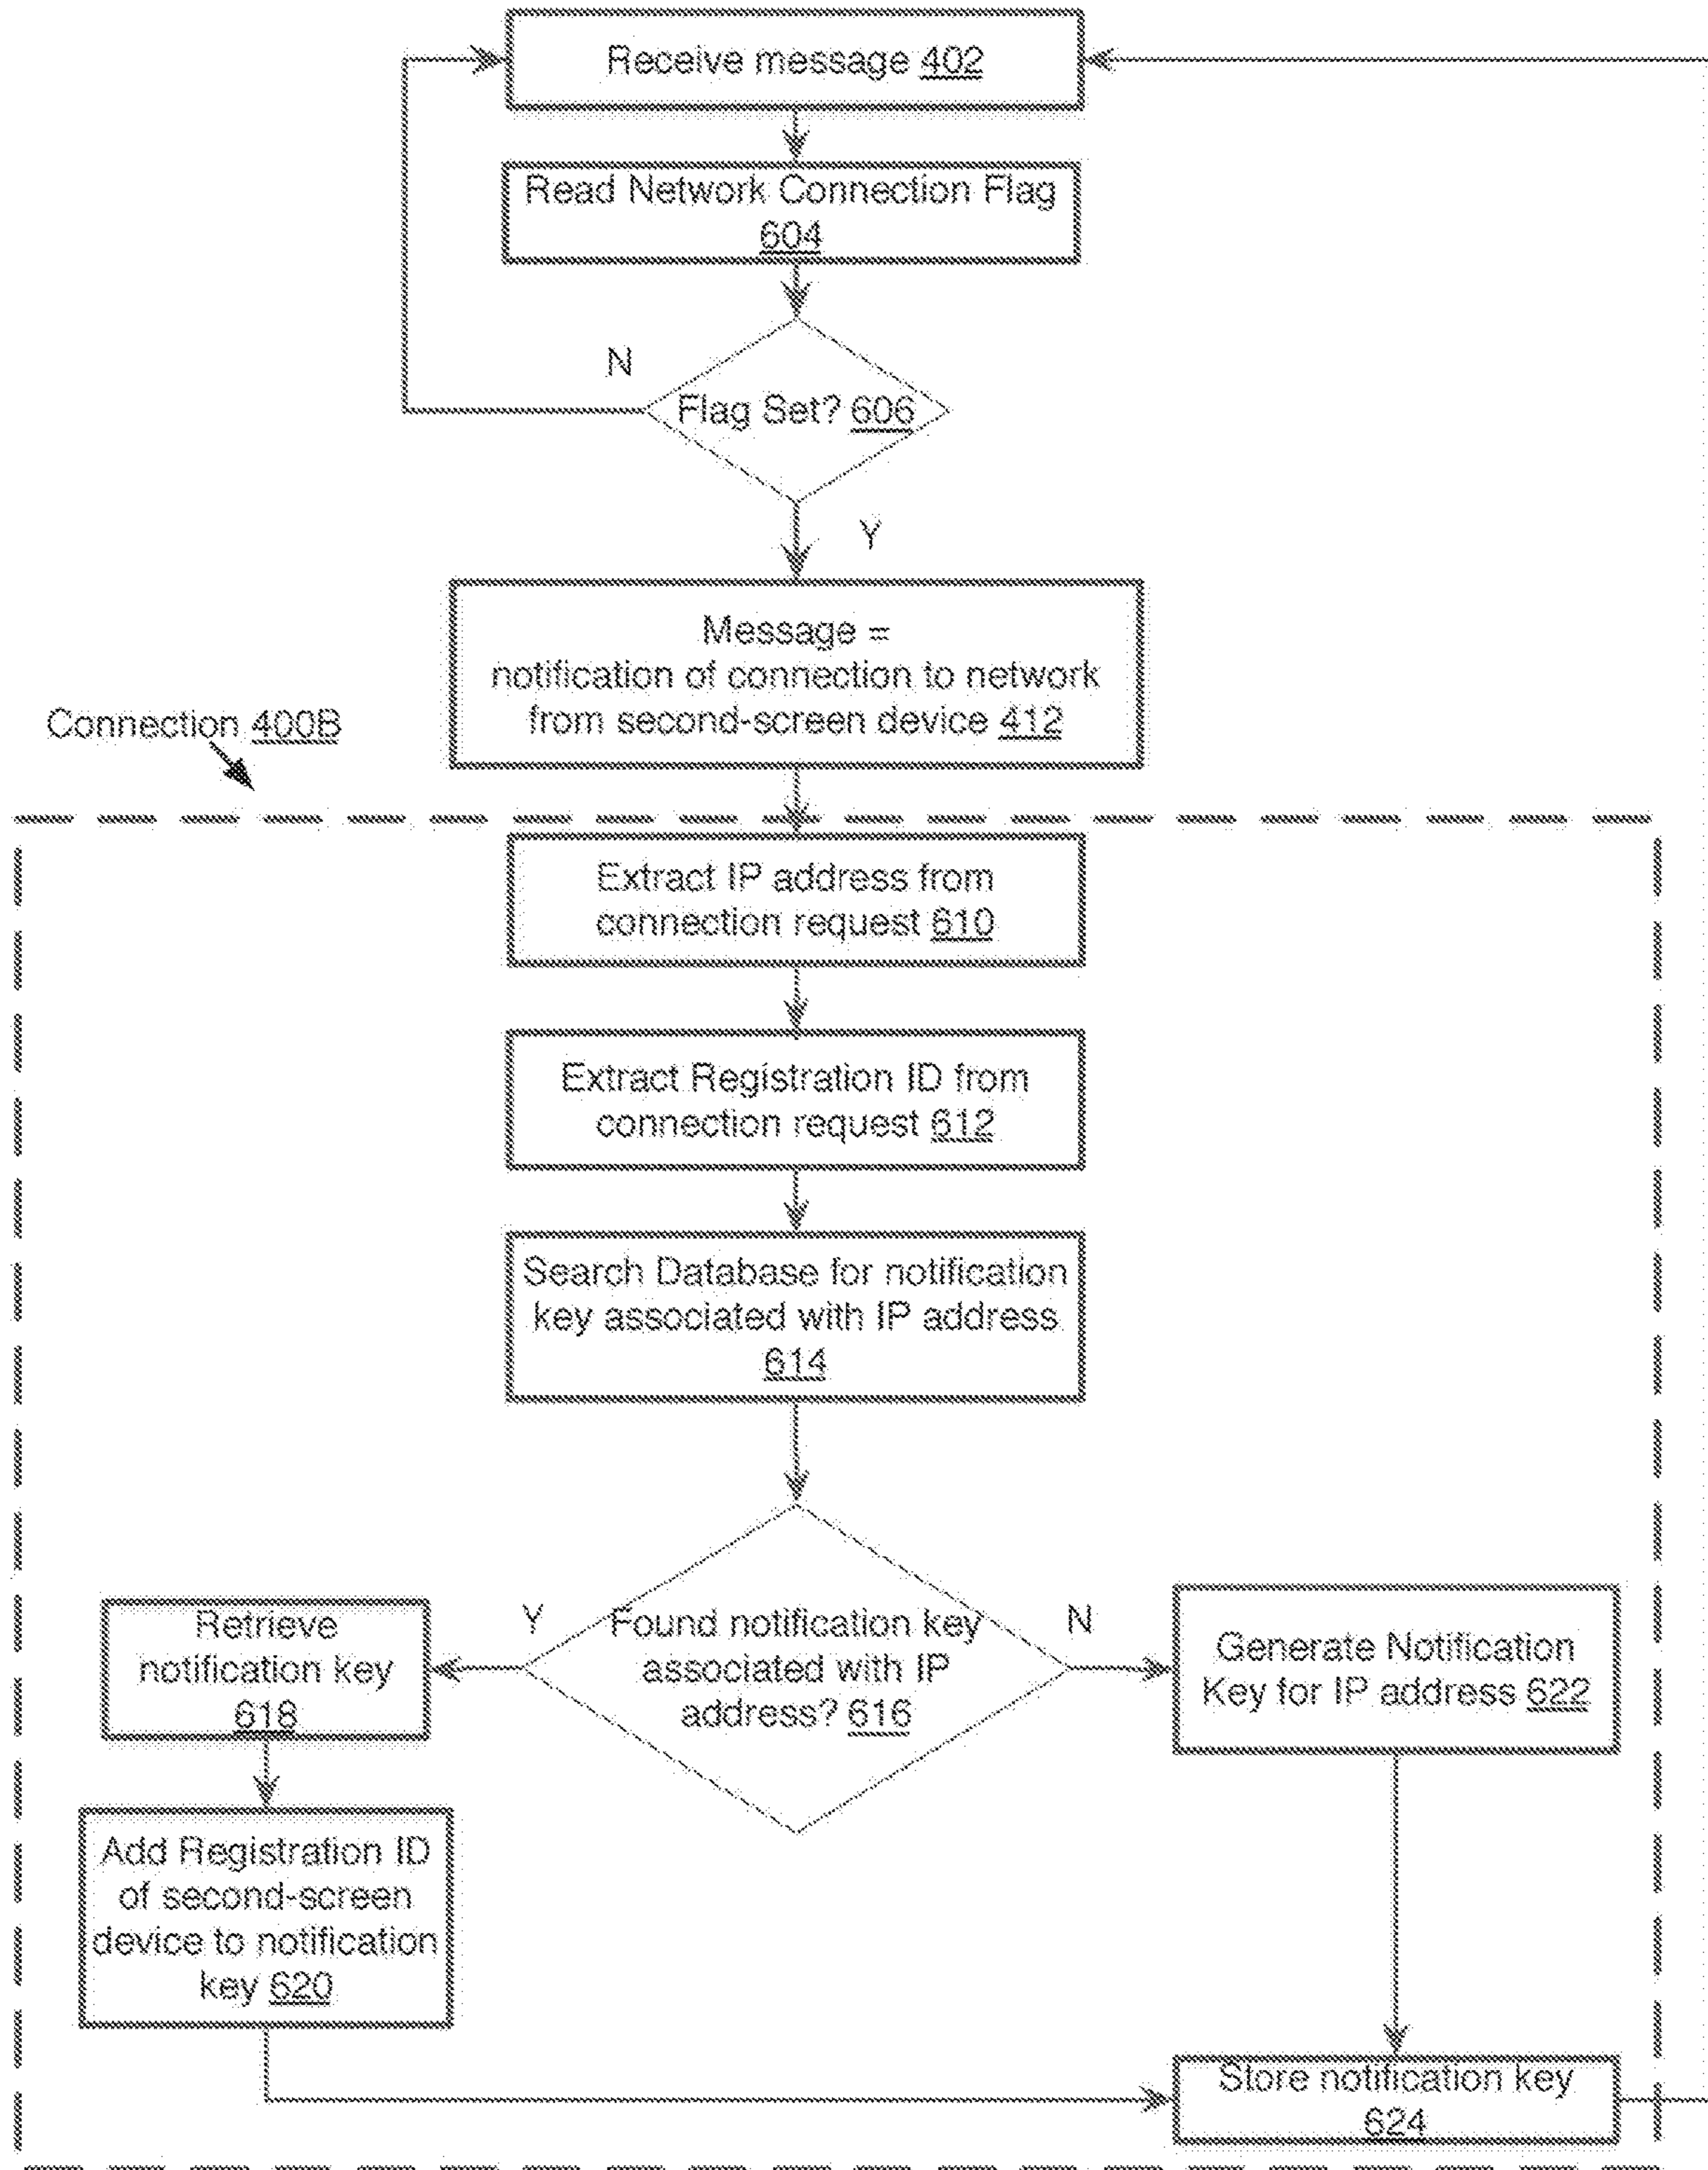 Receive message 402
Read Network Connection Flag
604
N
Flag Set? 606
Y
Message =
notification of connection to network
from second-screen device 412
Connection 400B
Extract IP address from
connection request 610
Extract Registration ID from
connection request 612
Search Database for notification
key associated with IP address
614
Retrieve
notification key
618
Y
Found notification key
associated with IP
address? 616
N
Generate Notification
Key for IP address 622
Add Registration ID
of second-screen
device to notification
key 620
Store notification key
624